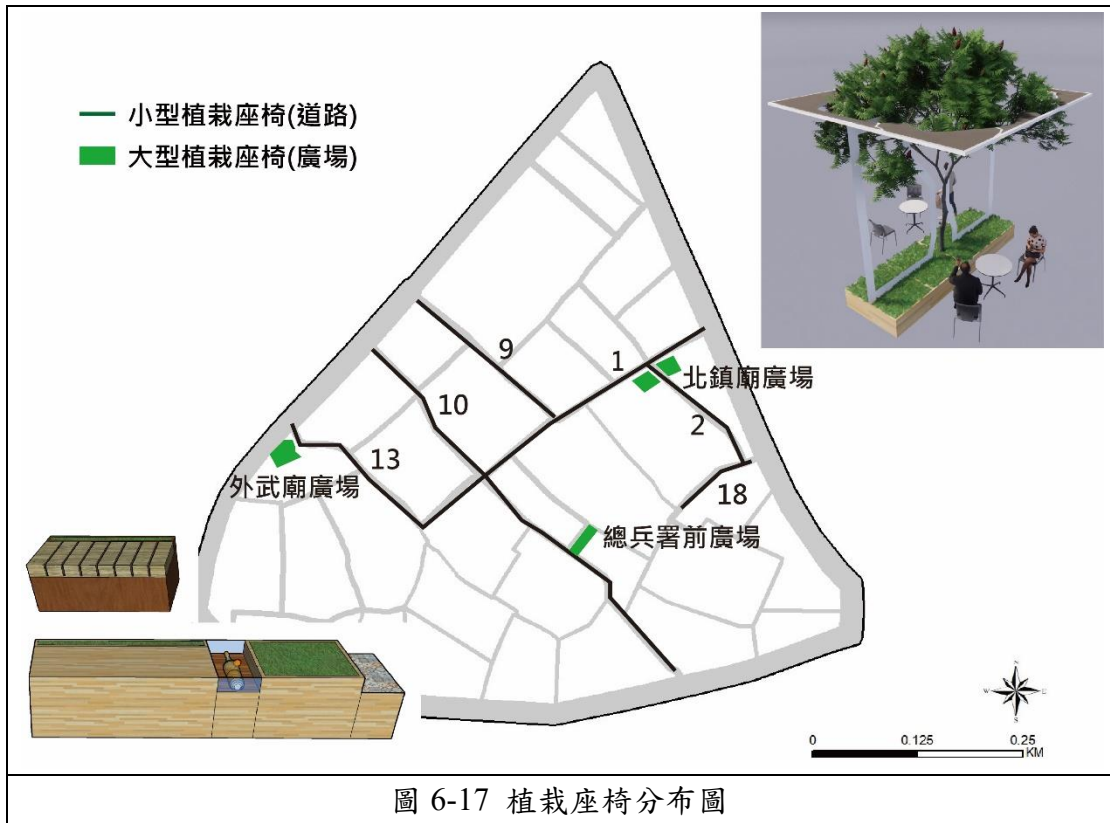 小型植栽座椅(道路)
大型植栽座椅(廣場)
9
1
北鎮廟廣場
10
2
13
外武廟廣場
18
總兵署前廣場
N
W
E
S
0
0.125
0.25
KM
圖 6-17 植栽座椅分布圖